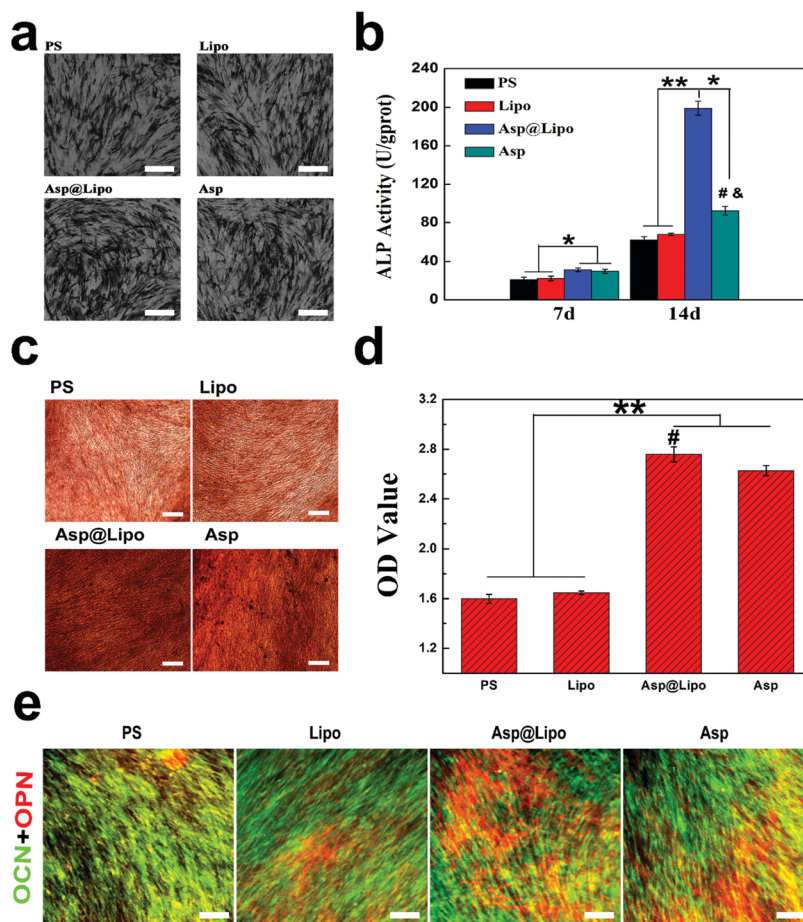 a
PS
Lipo
Asp@Lipo
Asp
b
ALP Activity (U/gprot)
240
200
160
120
80
40
0
PS
Lipo
Asp@Lipo
Asp
*
** *
# &
7d
14d
c
PS
Lipo
Asp@Lipo
Asp
d
OD Value
3.2
2.8
2.4
2.0
1.6
1.2
**
#
PS
Lipo
Asp@Lipo
Asp
e
PS
Lipo
Asp@Lipo
Asp
OCN+OPN